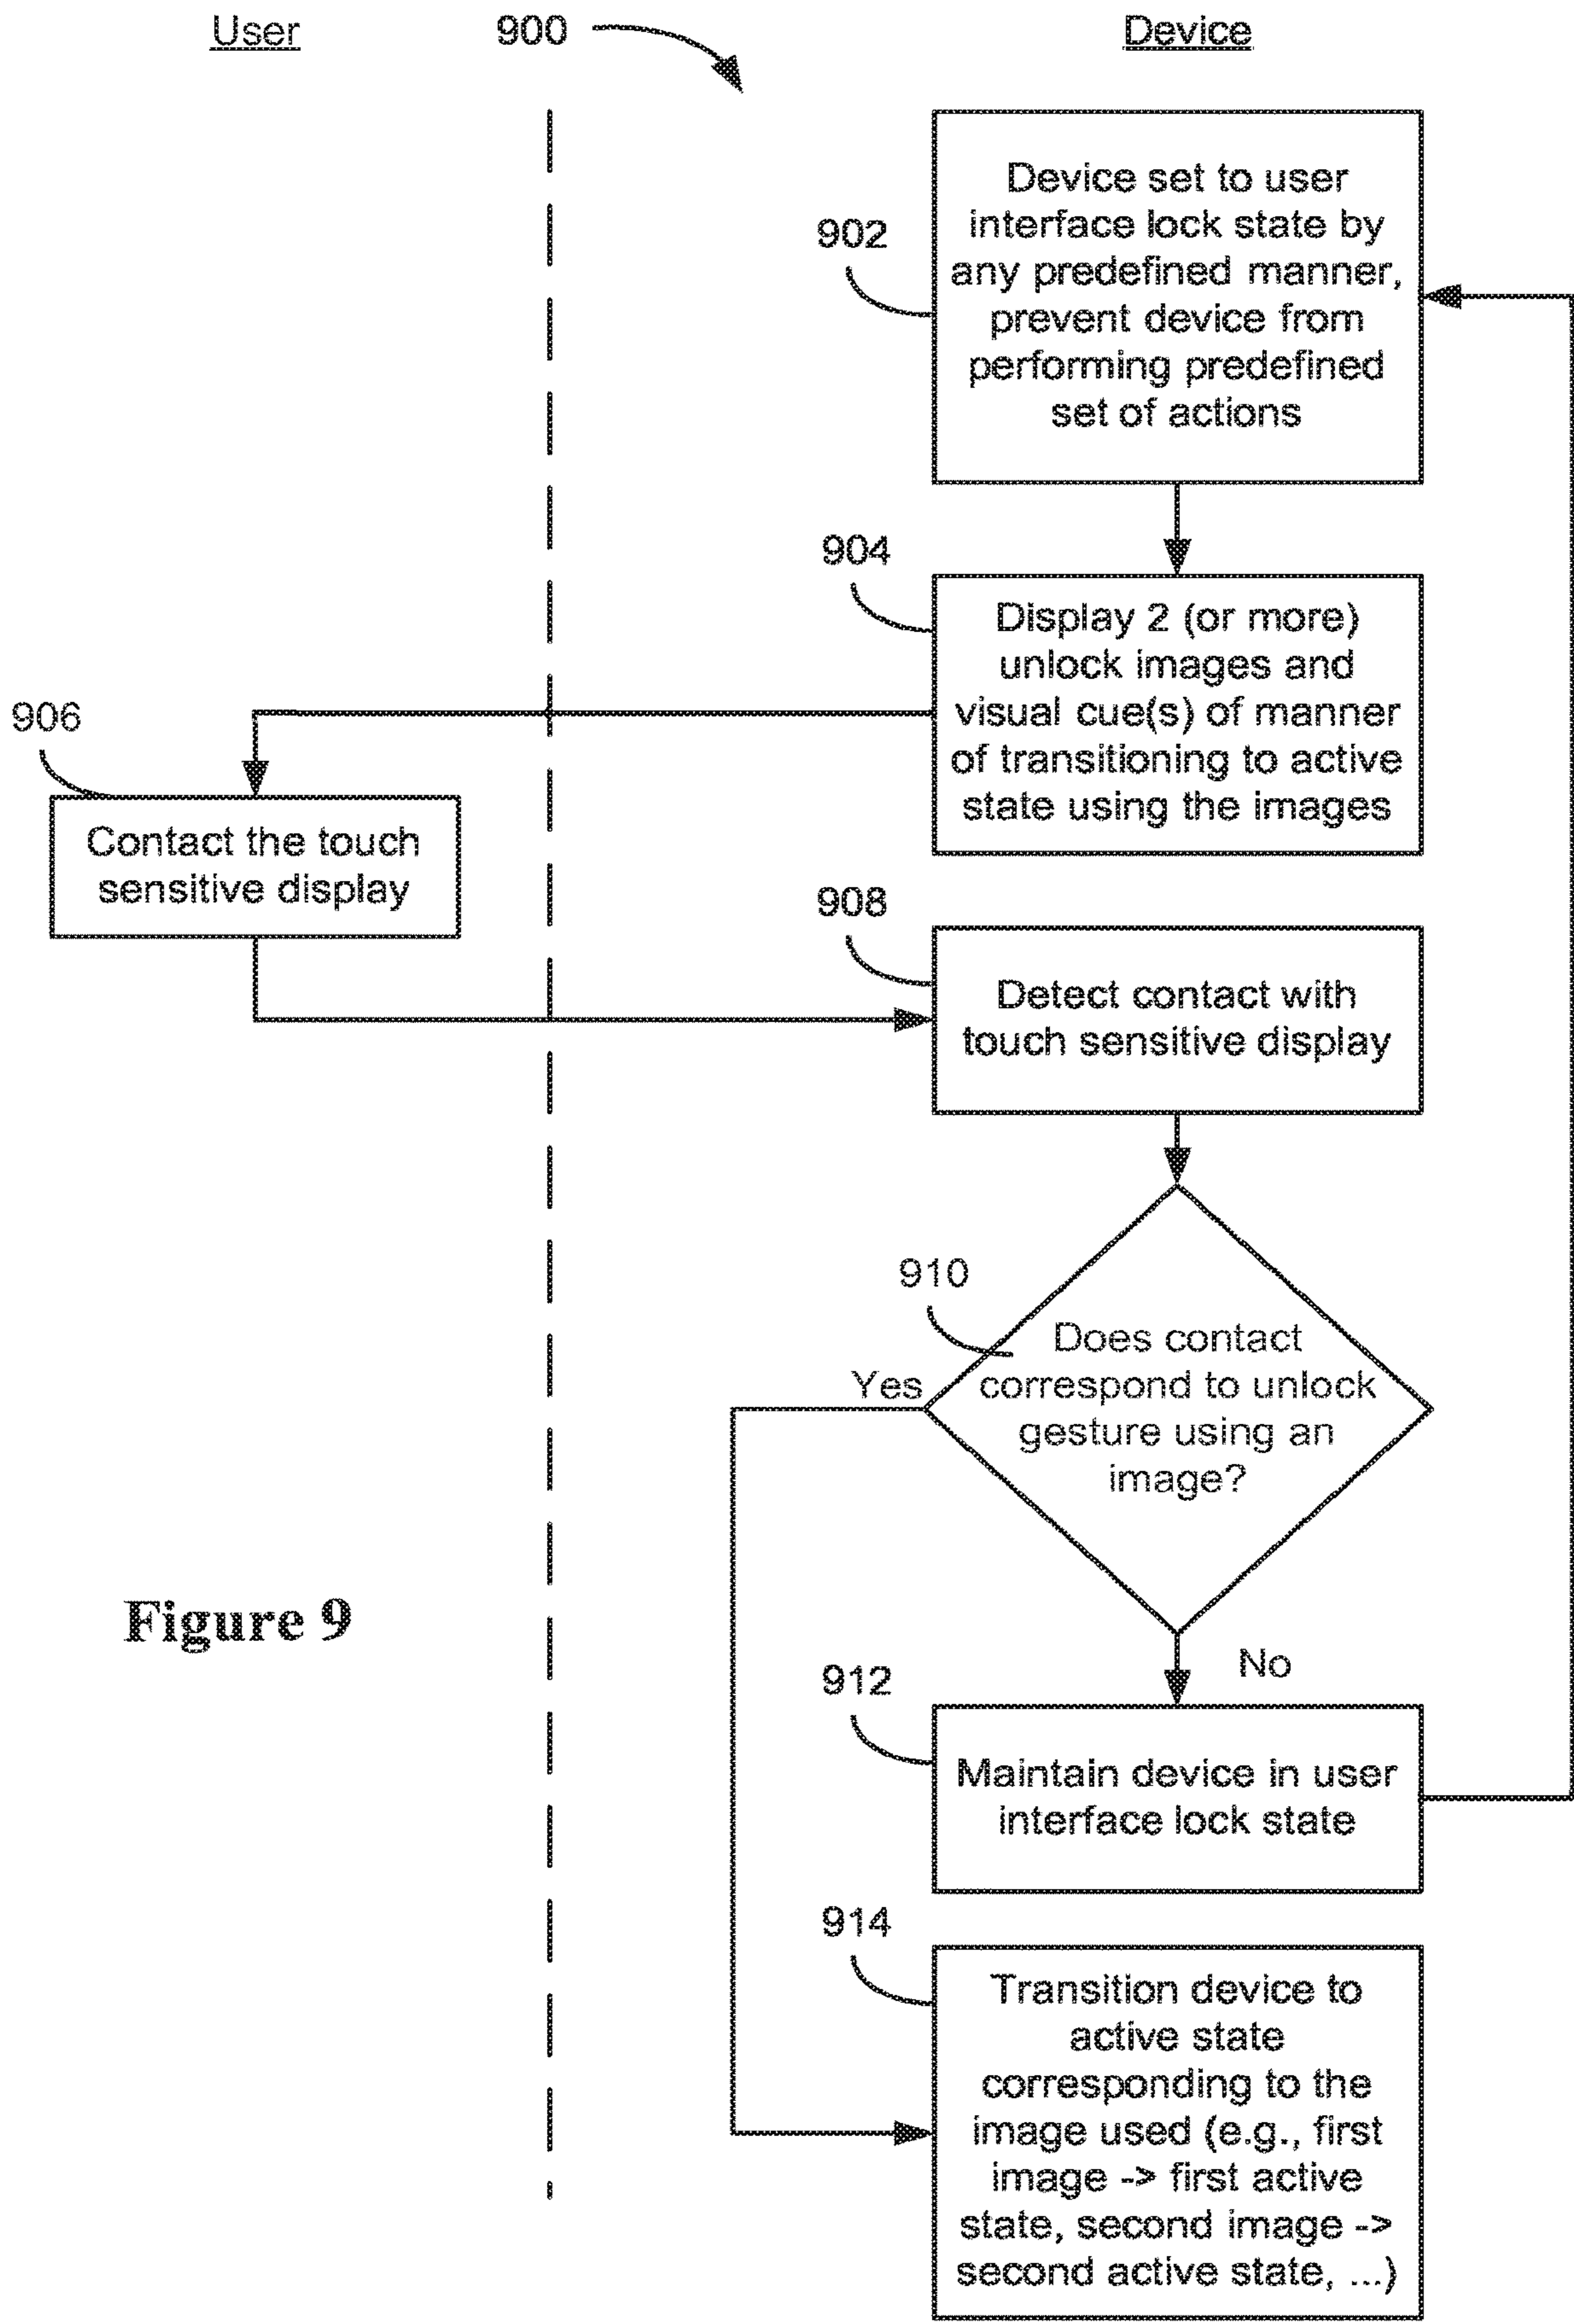 User
900
Device
902
Device set to user
interface lock state by
any predefined manner,
prevent device from
performing predefined
set of actions
904
Display 2 (or more)
unlock images and
visual cue(s) of manner
of transitioning to active
state using the images
906
Contact the touch
sensitive display
908
Detect contact with
touch sensitive display
910
Does contact
correspond to unlock
gesture using an
image?
Yes
No
912
Maintain device in user
interface lock state
914
Transition device to
active state
corresponding to the
image used (e.g., first
image -> first active
state, second image ->
second active state, ...)
Figure 9